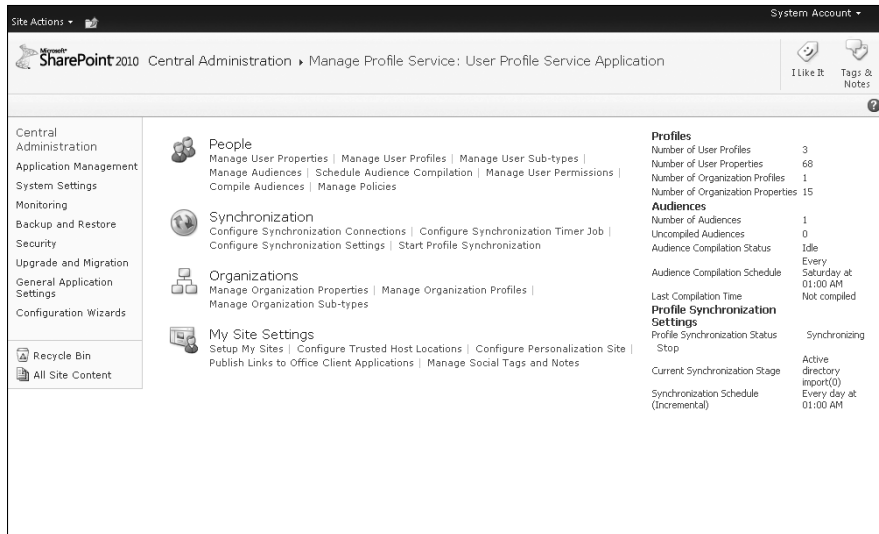 Site Actions
System Account
Microsoft
SharePoint 2010 Central Administration Manage Profile Service: User Profile Service Application
I Like It
Tags &
Notes
Central
Administration
Application Management
System Settings
Monitoring
Backup and Restore
Security
Upgrade and Migration
General Application
Settings
Configuration Wizards
Recycle Bin
All Site Content
People
Manage User Properties | Manage User Profiles | Manage User Sub-types |
Manage Audiences | Schedule Audience Compilation | Manage User Permissions |
Compile Audiences | Manage Policies
Synchronization
Configure Synchronization Connections | Configure Synchronization Timer Job |
Configure Synchronization Settings | Start Profile Synchronization
Organizations
Manage Organization Properties | Manage Organization Profiles |
Manage Organization Sub-types
My Site Settings
Setup My Sites | Configure Trusted Host Locations | Configure Personalization Site |
Publish Links to Office Client Applications | Manage Social Tags and Notes
Profiles
Number of User Profiles 3
Number of User Properties 68
Number of Organization Profiles 1
Number of Organization Properties 15
Audiences
Number of Audiences 1
Uncompiled Audiences 0
Audience Compilation Status Idle
Audience Compilation Schedule Every
Saturday at
01:00 AM
Last Compilation Time Not compiled
Profile Synchronization
Settings
Profile Synchronization Status Synchronizing
Stop
Current Synchronization Stage Active
directory
import(0)
Synchronization Schedule Every day at
(Incremental) 01:00 AM